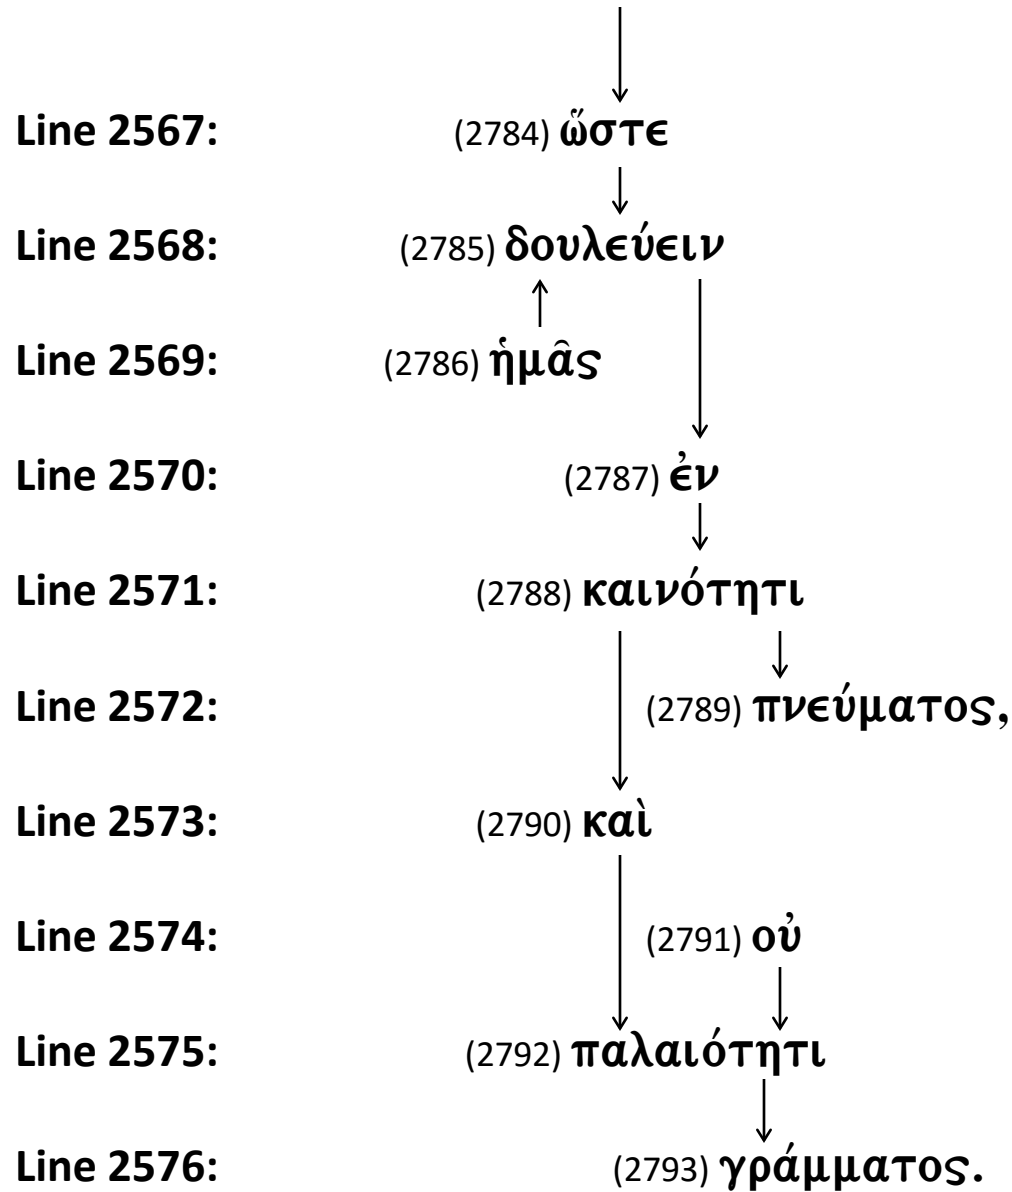 Line 2567: (2784) ὥστε
Line 2568: (2785) δουλεύειν
Line 2569: (2786) ἡμᾶς
Line 2570: (2787) ἐν
Line 2571: (2788) καινότητι
Line 2572: (2789) πνεύματος,
Line 2573: (2790) καὶ
Line 2574: (2791) οὐ
Line 2575: (2792) παλαιότητι
Line 2576: (2793) γράμματος.